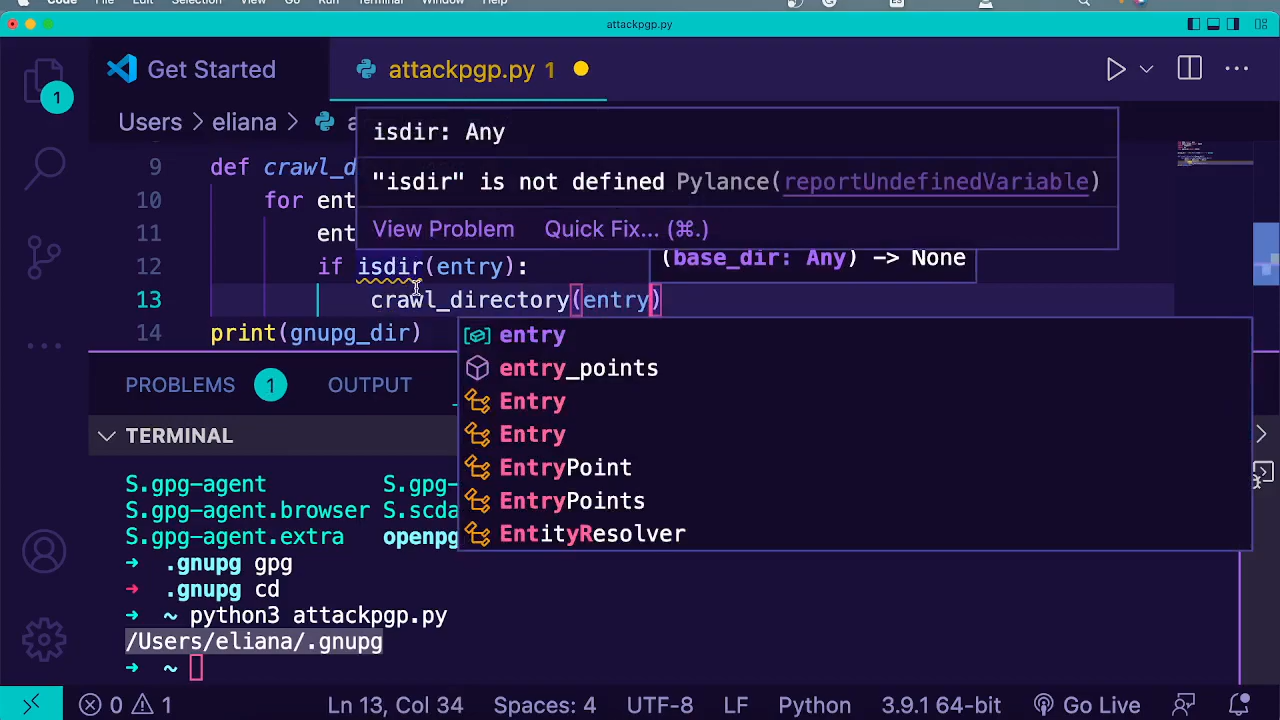 Code File Edit Selection View Go Run Terminal Window Help
attackpgp.py
1
Get Started
attackpgp.py 1
Users > eliana >
isdir: Any
"isdir" is not defined Pylance(reportUndefinedVariable)
View Problem Quick Fix... (⌘.)
(base_dir: Any) -> None
9 def crawl_d
10 for ent
11 ent
12 if isdir(entry):
13 crawl_directory(entry)
14 print(gnupg_dir)
entry
entry_points
Entry
Entry
EntryPoint
EntryPoints
EntityResolver
PROBLEMS 1 OUTPUT
TERMINAL
S.gpg-agent S.gpg-
S.gpg-agent.browser S.scda
S.gpg-agent.extra openpg
→ .gnupg gpg
→ .gnupg cd
→ ~ python3 attackpgp.py
/Users/eliana/.gnupg
→ ~
0 1 Ln 13, Col 34 Spaces: 4 UTF-8 LF Python 3.9.1 64-bit Go Live